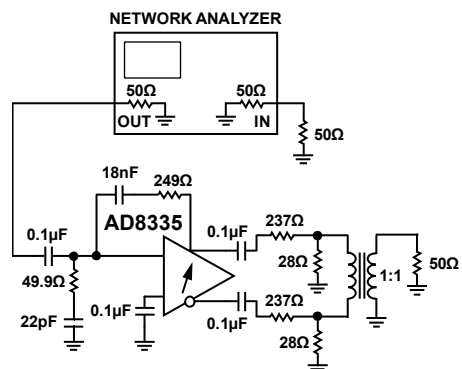 NETWORK ANALYZER
50Ω
50Ω
OUT
IN
50Ω
18nF
249Ω
AD8335
0.1µF
0.1µF
237Ω
28Ω
49.9Ω
1:1
50Ω
237Ω
22pF
0.1µF
0.1µF
28Ω